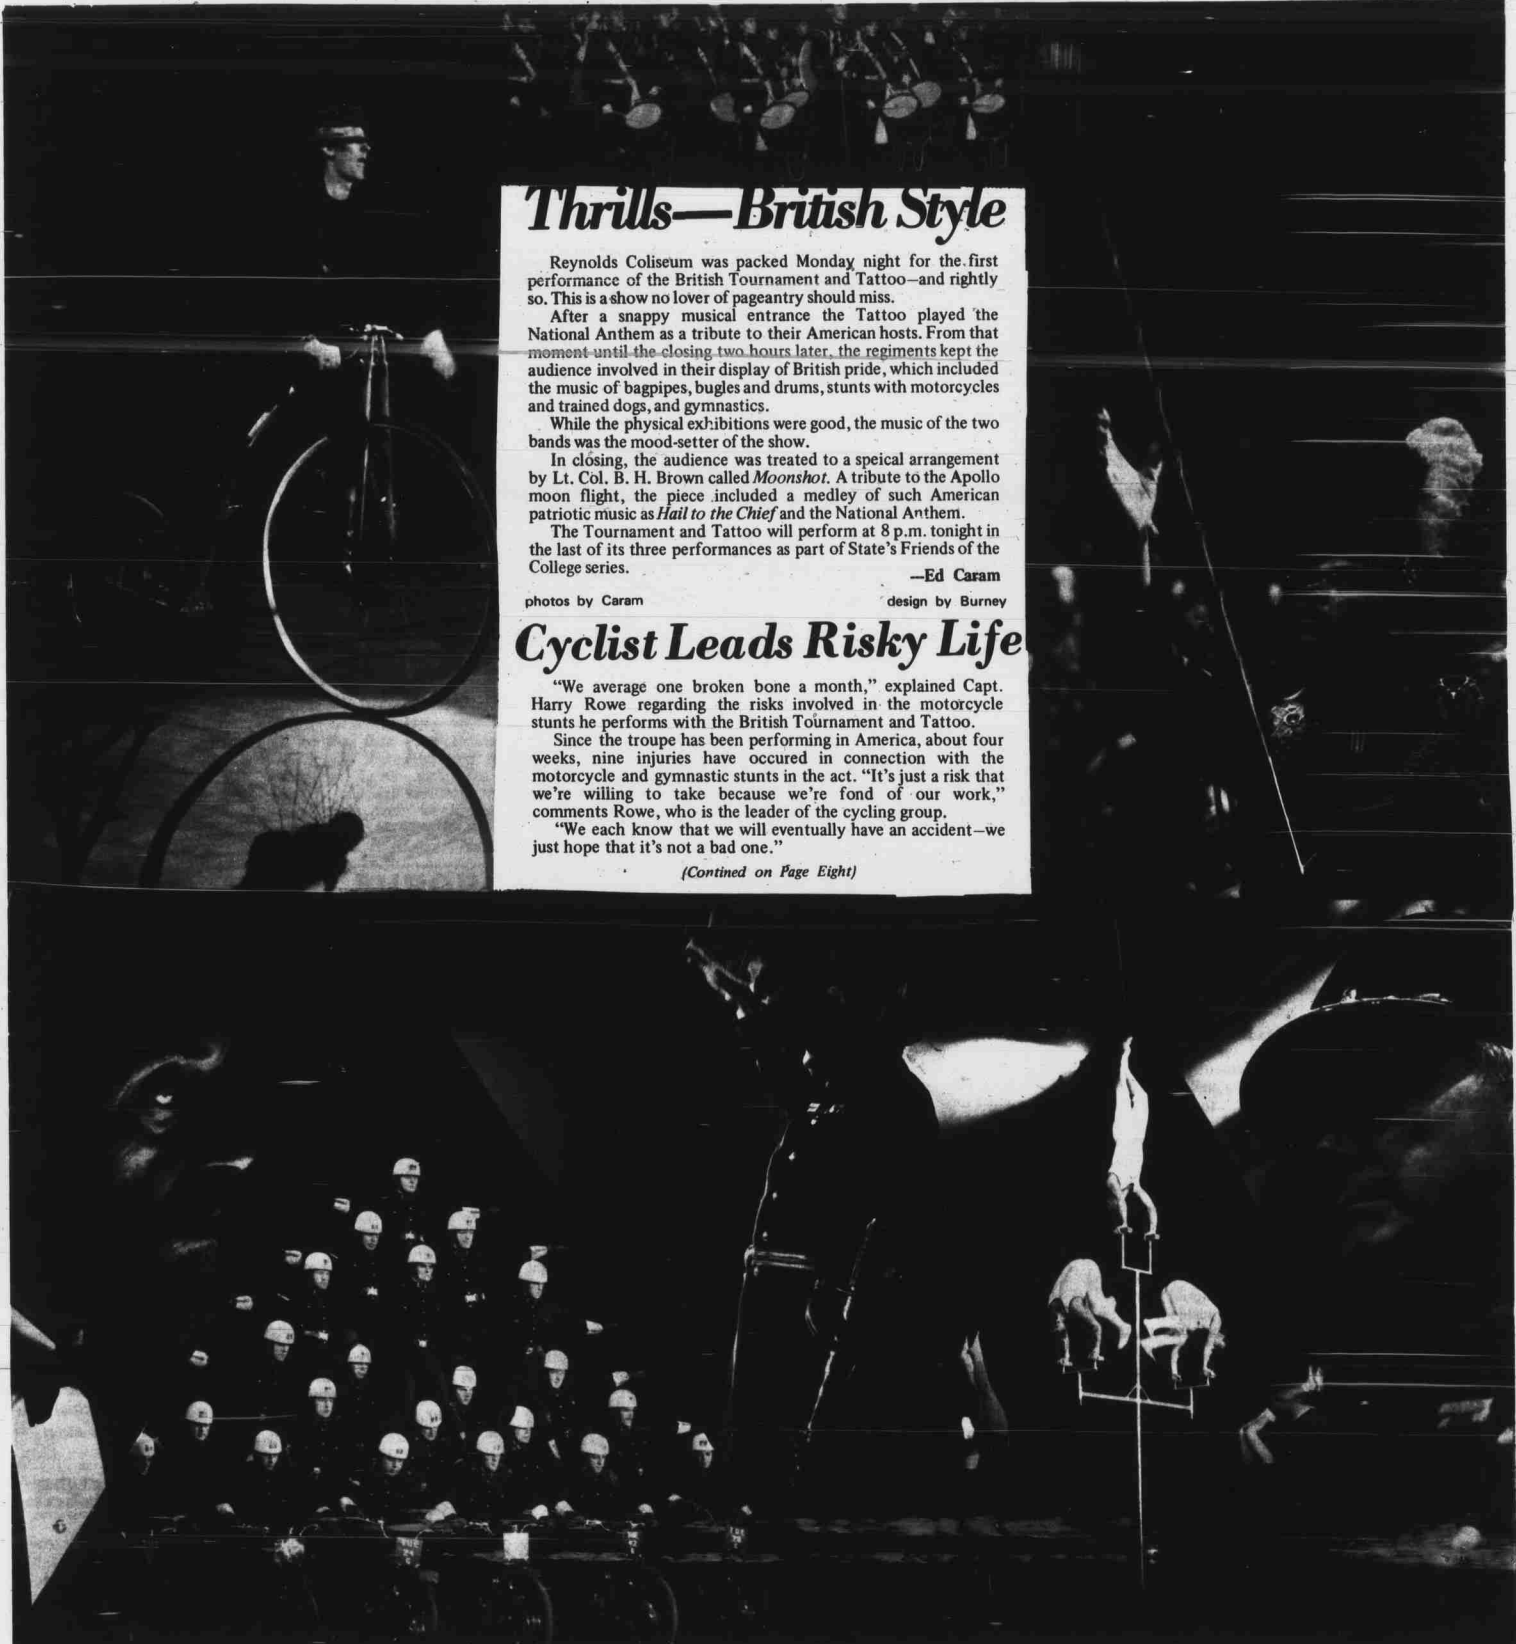 Thrills—British Style
Reynolds Coliseum was packed Monday night for the first
performance of the British Tournament and Tattoo—and rightly
so. This is a show no lover of pageantry should miss.
After a snappy musical entrance the Tattoo played the
National Anthem as a tribute to their American hosts. From that
moment until the closing two hours later, the regiments kept the
audience involved in their display of British pride, which included
the music of bagpipes, bugles and drums, stunts with motorcycles
and trained dogs, and gymnastics.
While the physical exhibitions were good, the music of the two
bands was the mood-setter of the show.
In closing, the audience was treated to a speical arrangement
by Lt. Col. B. H. Brown called Moonshot. A tribute to the Apollo
moon flight, the piece included a medley of such American
patriotic music as Hail to the Chief and the National Anthem.
The Tournament and Tattoo will perform at 8 p.m. tonight in
the last of its three performances as part of State's Friends of the
College series.
—Ed Caram
photos by Caram design by Burney
Cyclist Leads Risky Life
"We average one broken bone a month," explained Capt.
Harry Rowe regarding the risks involved in the motorcycle
stunts he performs with the British Tournament and Tattoo.
Since the troupe has been performing in America, about four
weeks, nine injuries have occured in connection with the
motorcycle and gymnastic stunts in the act. "It's just a risk that
we're willing to take because we're fond of our work,"
comments Rowe, who is the leader of the cycling group.
"We each know that we will eventually have an accident—we
just hope that it's not a bad one."
(Contined on Page Eight)